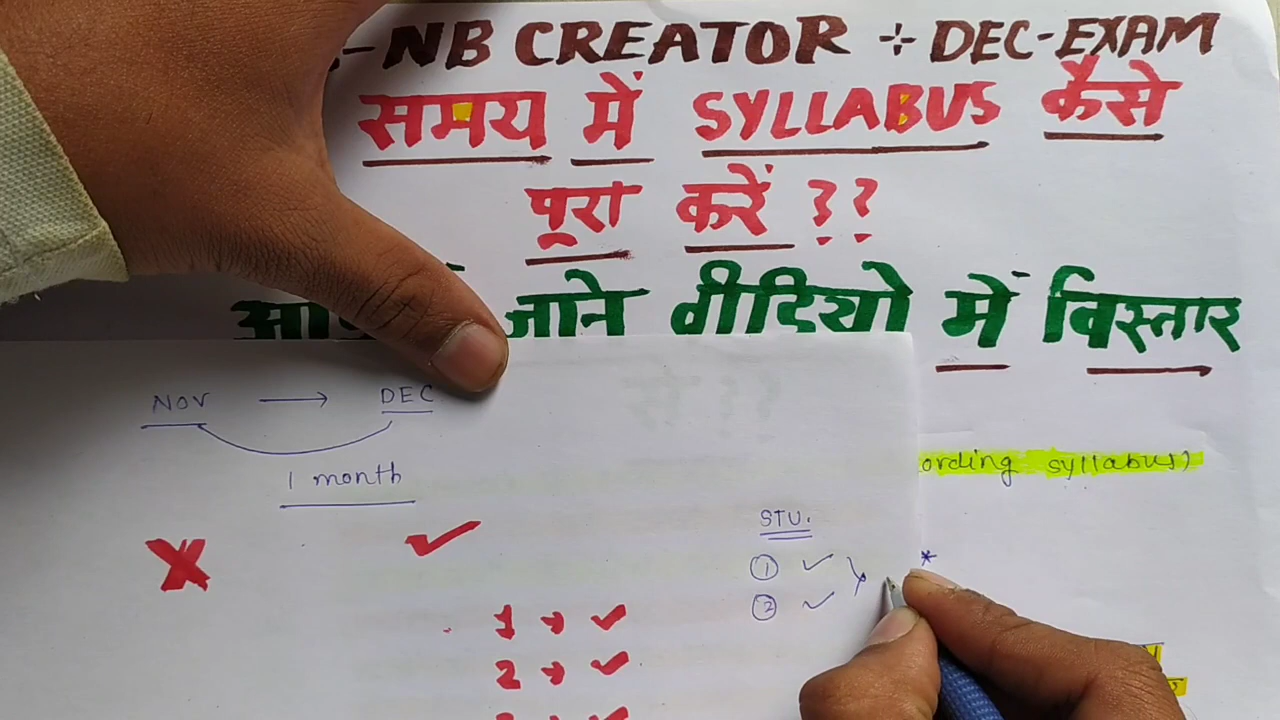 -NB CREATOR ÷ DEC-EXAM
समय में SYLLABUS कैसे
पूरा करें ??
जाने वीदियो में विस्तार
NOV → DEC
1 month
ording syllabus)
STU.
✗ ✓
① ✓
② ✓
*
1 → ✓
2 → ✓